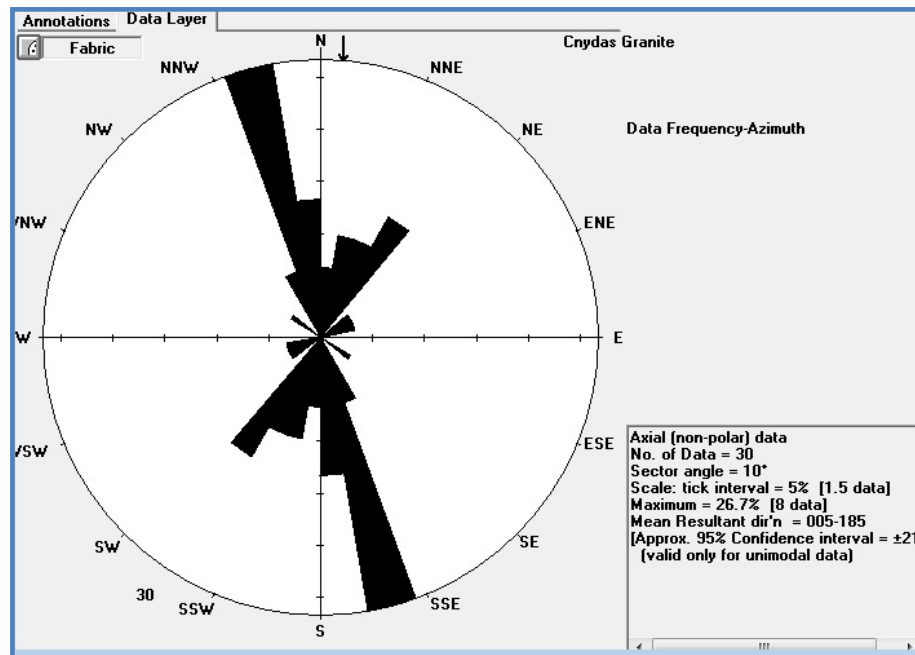 Annotations Data Layer
Fabric
Cnydas Granite
Data Frequency-Azimuth
N
NNW
NNE
NW
NE
VNW
ENE
W
E
VSW
ESE
SW
SE
30
SSW
SSE
S
Axial (non-polar) data
No. of Data = 30
Sector angle = 10°
Scale: tick interval = 5% [1.5 data]
Maximum = 26.7% [8 data]
Mean Resultant dir'n = 005-185
[Approx. 95% Confidence interval = ±21
(valid only for unimodal data)